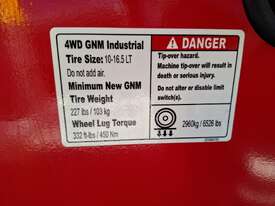 4WD GNM Industrial
Tire Size: 10-16.5 LT
Do not add air.
Minimum New GNM
Tire Weight
227 lbs / 103 kg
Wheel Lug Torque
332 ft-lbs / 450 Nm
DANGER
Tip-over hazard.
Machine tip-over will result in
death or serious injury.
Do not alter or disable limit
switch(s).
2960kg / 6526 lbs